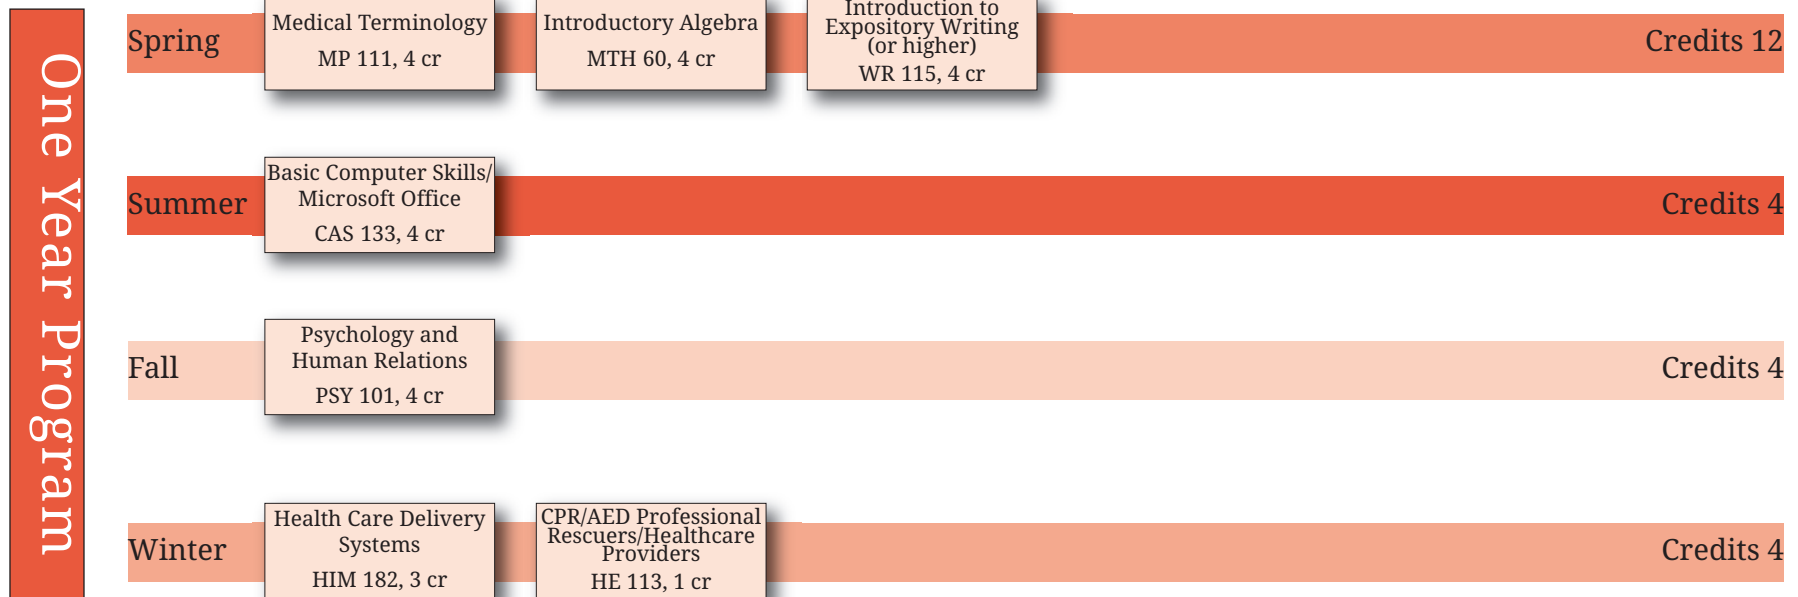 One Year Program
Spring
Medical Terminology
MP 111, 4 cr
Introductory Algebra
MTH 60, 4 cr
Introduction to
Expository Writing
(or higher)
WR 115, 4 cr
Credits 12
Summer
Basic Computer Skills/
Microsoft Office
CAS 133, 4 cr
Credits 4
Fall
Psychology and
Human Relations
PSY 101, 4 cr
Credits 4
Winter
Health Care Delivery
Systems
HIM 182, 3 cr
CPR/AED Professional
Rescuers/Healthcare
Providers
HE 113, 1 cr
Credits 4